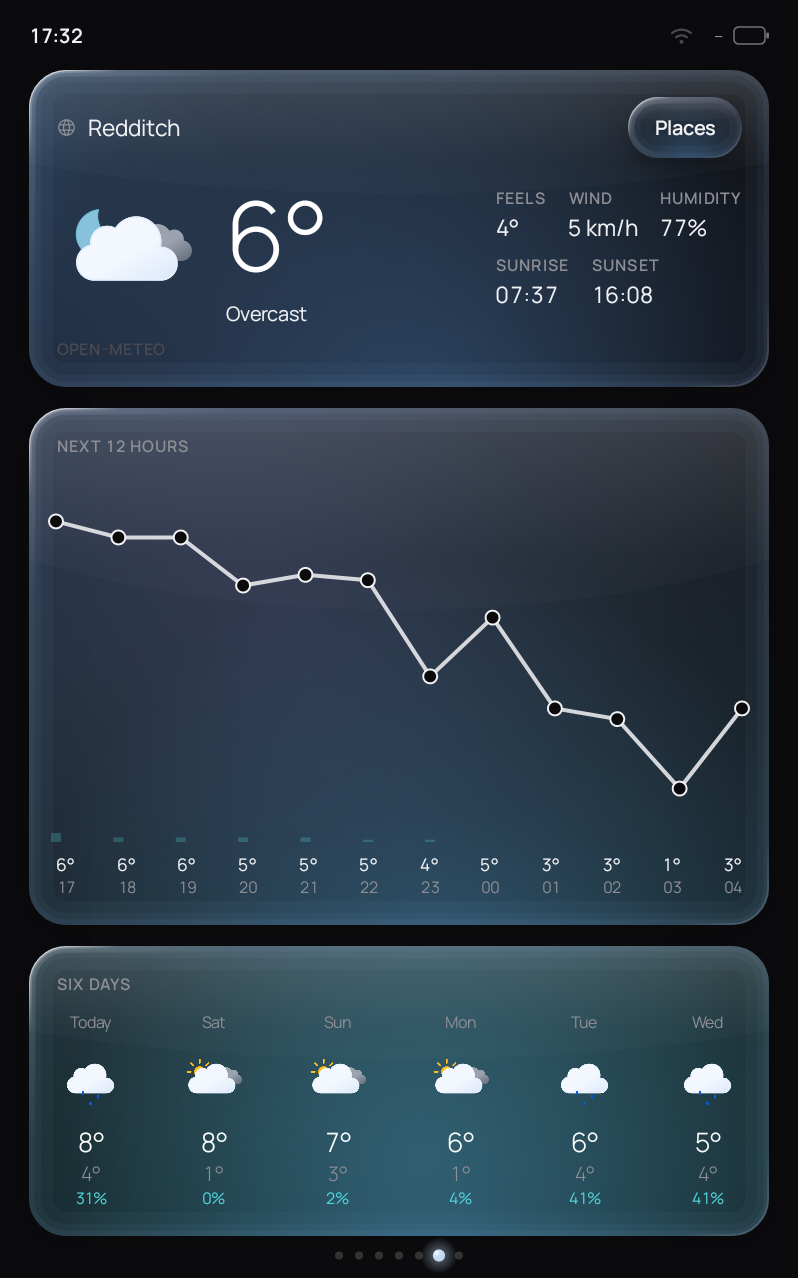 17:32
–
Redditch
Places
6°
Overcast
FEELS WIND HUMIDITY
4° 5 km/h 77%
SUNRISE SUNSET
07:37 16:08
OPEN-METEO
NEXT 12 HOURS
6° 6° 6° 5° 5° 5° 4° 5° 3° 3° 1° 3°
17 18 19 20 21 22 23 00 01 02 03 04
SIX DAYS
Today Sat Sun Mon Tue Wed
8° 8° 7° 6° 6° 5°
4° 1° 3° 1° 4° 4°
31% 0% 2% 4% 41% 41%